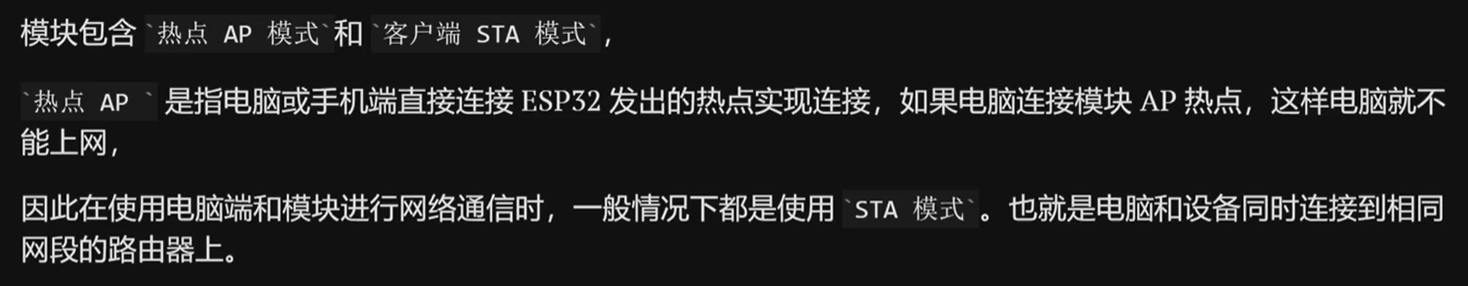 模块包含 `热点 AP 模式`和 `客户端 STA 模式`，
`热点 AP ` 是指电脑或手机端直接连接 ESP32 发出的热点实现连接，如果电脑连接模块 AP 热点，这样电脑就不
能上网，
因此在使用电脑端和模块进行网络通信时，一般情况下都是使用 `STA 模式`。也就是电脑和设备同时连接到相同
网段的路由器上。